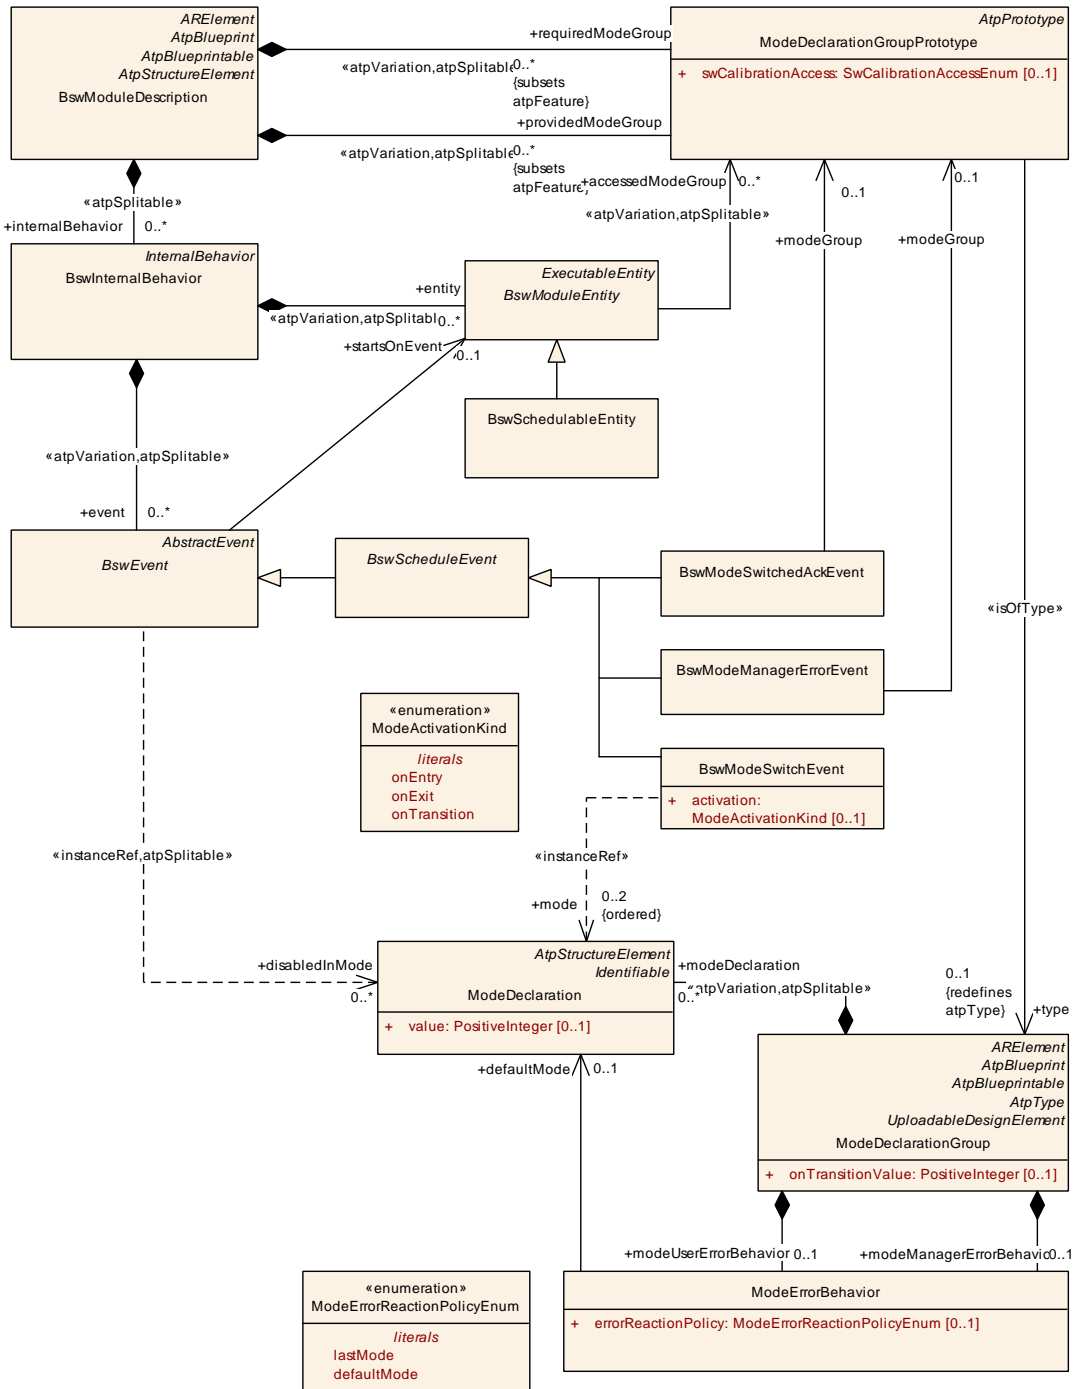 ARElement
AtpBlueprint
AtpBlueprintable
AtpStructureElement
BswModuleDescription
+requiredModeGroup
«atpVariation,atpSplitable
0..*
{subsets
atpFeature}
+providedModeGroup
«atpVariation,atpSplitable
0..*
{subsets
atpFeature}
AtpPrototype
ModeDeclarationGroupPrototype
+ swCalibrationAccess: SwCalibrationAccessEnum [0..1]
+accessedModeGroup 0..*
«atpVariation,atpSplitable»
0..1
+modeGroup
0..1
+modeGroup
«atpSplitable»
+internalBehavior 0..*
InternalBehavior
BswInternalBehavior
+entity
«atpVariation,atpSplitabl
0..*
ExecutableEntity
BswModuleEntity
+startsOnEvent
0..1
BswSchedulableEntity
«atpVariation,atpSplitable»
+event 0..*
AbstractEvent
BswEvent
BswScheduleEvent
BswModeSwitchedAckEvent
«isOfType»
BswModeManagerErrorEvent
«enumeration»
ModeActivationKind
literals
onEntry
onExit
onTransition
BswModeSwitchEvent
+ activation:
ModeActivationKind [0..1]
«instanceRef,atpSplitable»
«instanceRef»
+mode
0..2
{ordered}
+disabledInMode
0..*
AtpStructureElement
Identifiable
ModeDeclaration
+ value: PositiveInteger [0..1]
+modeDeclaration
0..*
«atpVariation,atpSplitable»
0..1
{redefines
atpType}
+type
+defaultMode 0..1
ARElement
AtpBlueprint
AtpBlueprintable
AtpType
UploadableDesignElement
ModeDeclarationGroup
+ onTransitionValue: PositiveInteger [0..1]
+modeUserErrorBehavior 0..1
+modeManagerErrorBehavic 0..1
«enumeration»
ModeErrorReactionPolicyEnum
literals
lastMode
defaultMode
ModeErrorBehavior
+ errorReactionPolicy: ModeErrorReactionPolicyEnum [0..1]